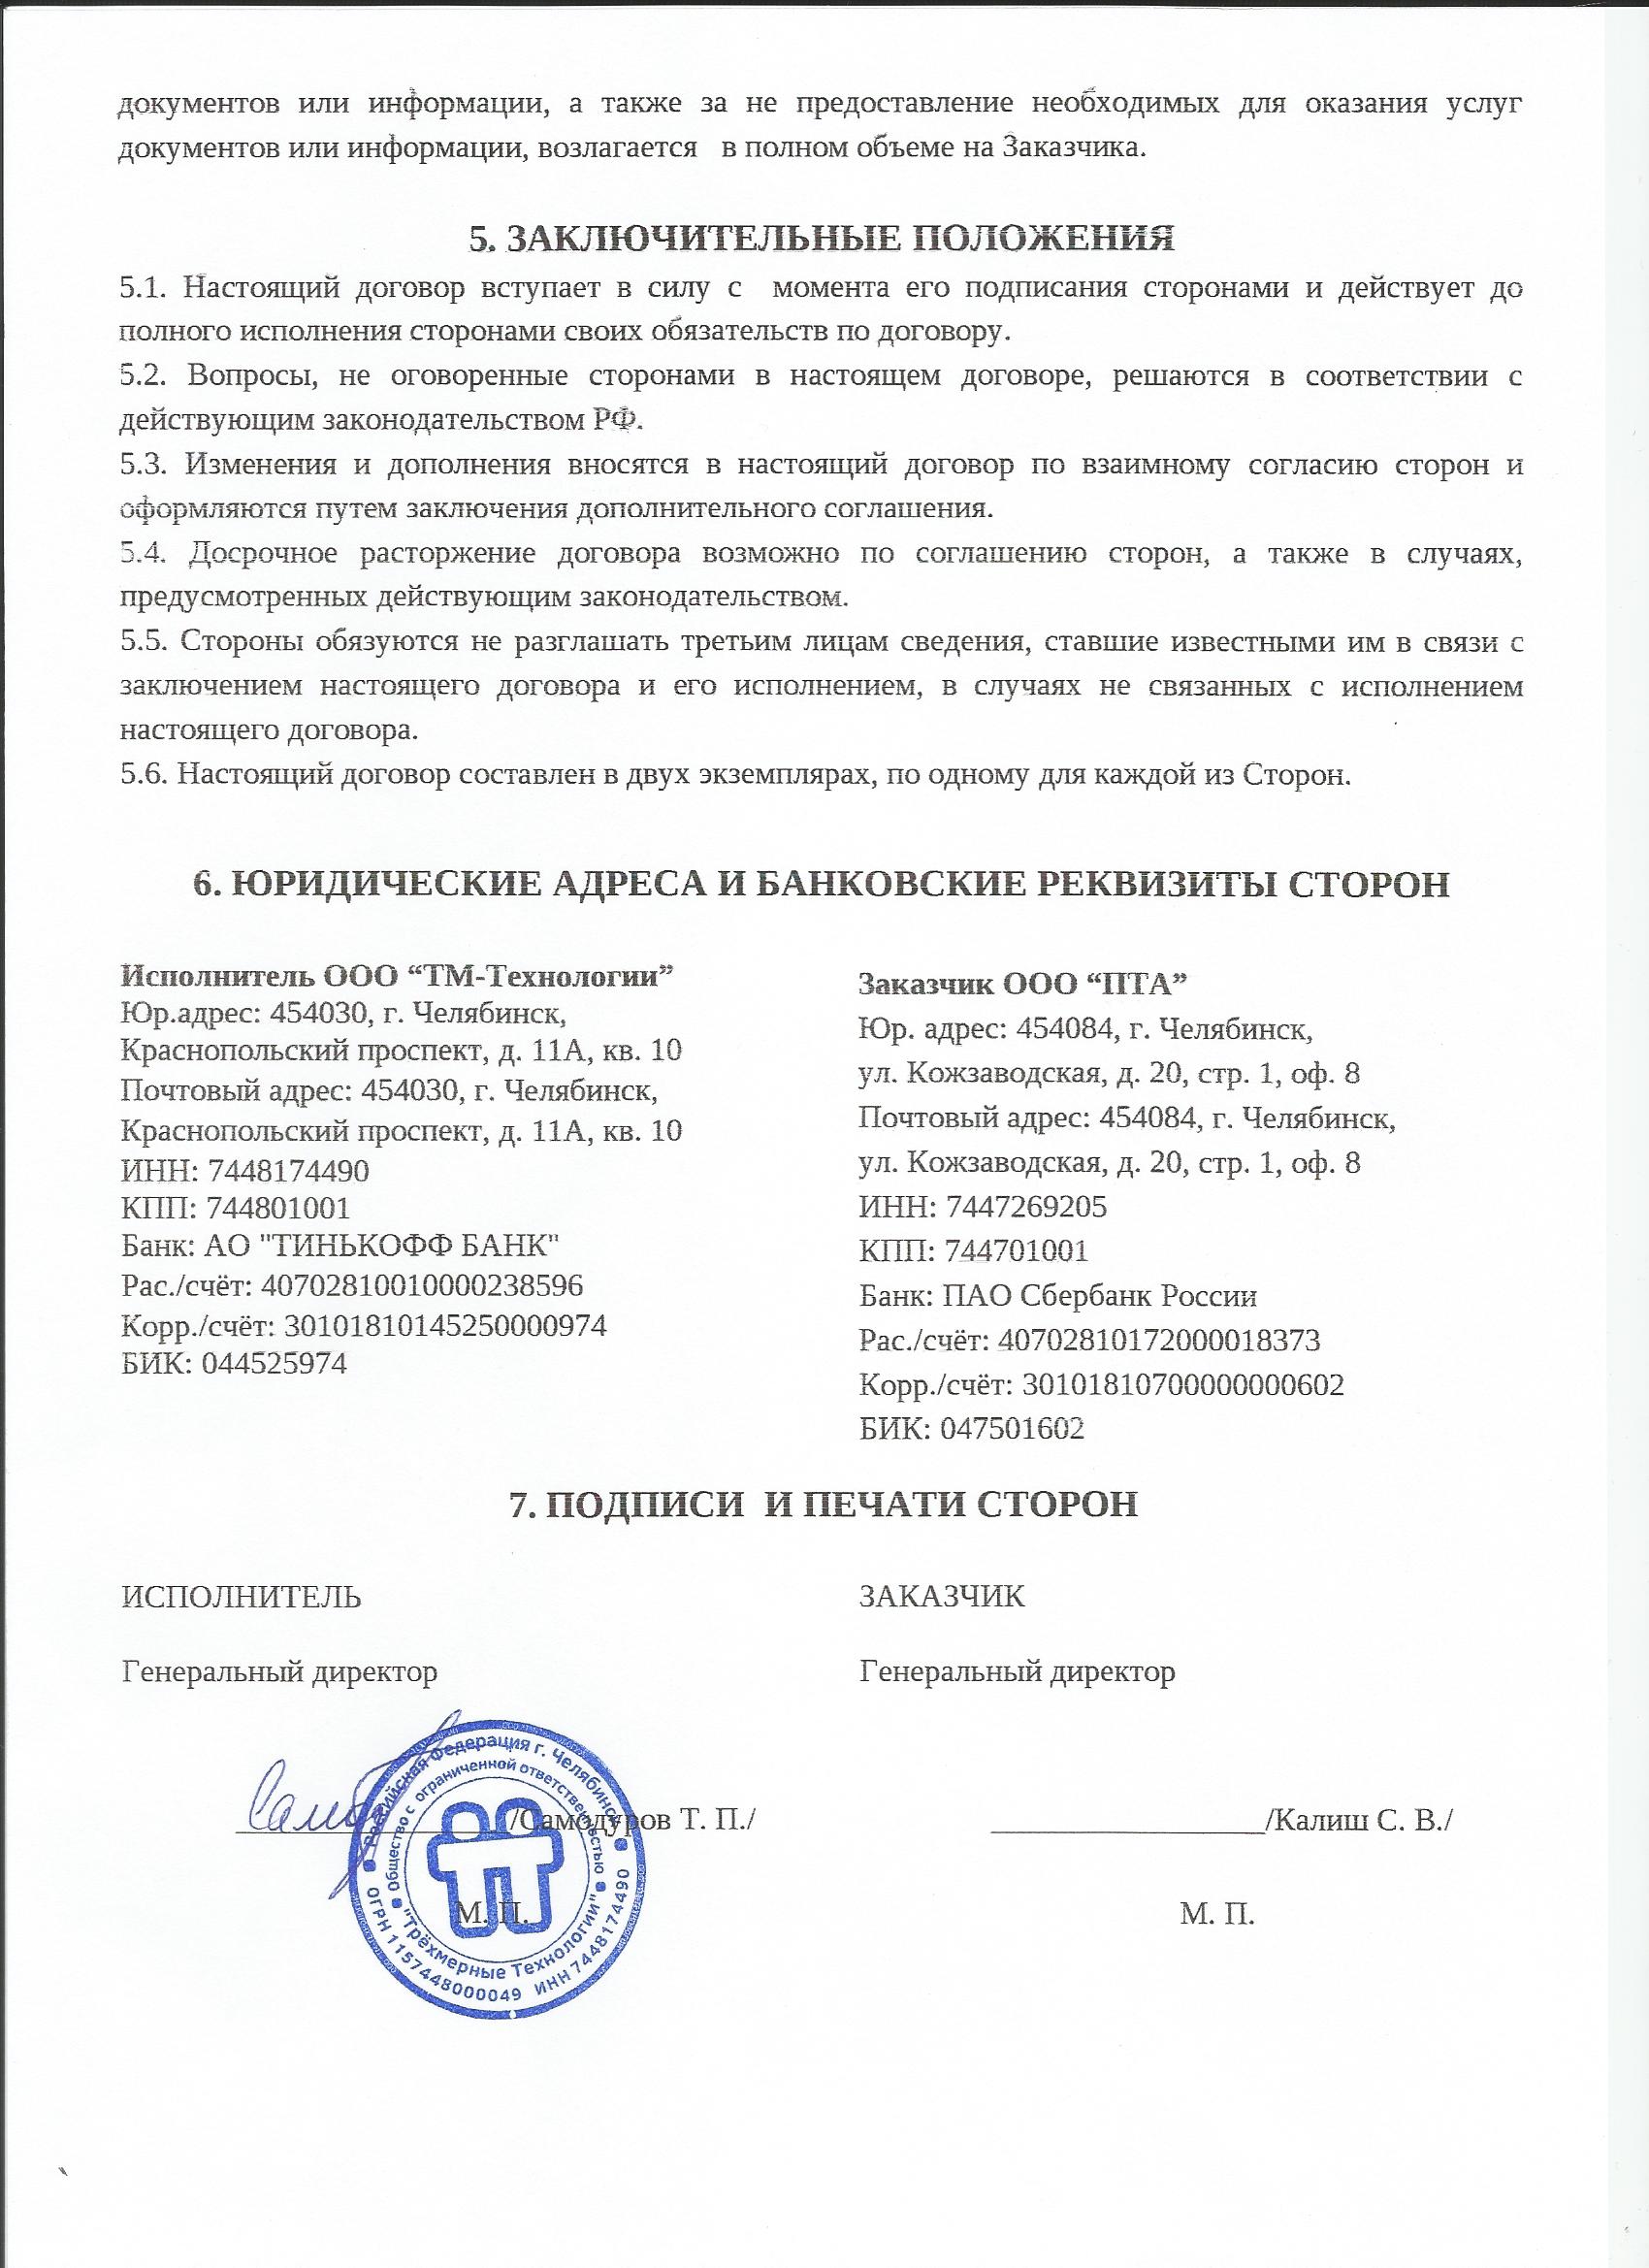 документов или информации, а также за не предоставление необходимых для оказания услуг
документов или информации, возлагается в полном объеме на Заказчика.
5. ЗАКЛЮЧИТЕЛЬНЫЕ ПОЛОЖЕНИЯ
5.1. Настоящий договор вступает в силу с момента его подписания сторонами и действует до
полного исполнения сторонами своих обязательств по договору.
5.2. Вопросы, не оговоренные сторонами в настоящем договоре, решаются в соответствии с
действующим законодательством РФ.
5.3. Изменения и дополнения вносятся в настоящий договор по взаимному согласию сторон и
оформляются путем заключения дополнительного соглашения.
5.4. Досрочное расторжение договора возможно по соглашению сторон, а также в случаях,
предусмотренных действующим законодательством.
5.5. Стороны обязуются не разглашать третьим лицам сведения, ставшие известными им в связи с
заключением настоящего договора и его исполнением, в случаях не связанных с исполнением
настоящего договора.
5.6. Настоящий договор составлен в двух экземплярах, по одному для каждой из Сторон.
6. ЮРИДИЧЕСКИЕ АДРЕСА И БАНКОВСКИЕ РЕКВИЗИТЫ СТОРОН
Исполнитель ООО “ТМ-Технологии”
Юр.адрес: 454030, г. Челябинск,
Краснопольский проспект, д. 11А, кв. 10
Почтовый адрес: 454030, г. Челябинск,
Краснопольский проспект, д. 11А, кв. 10
ИНН: 7448174490
КПП: 744801001
Банк: АО "ТИНЬКОФФ БАНК"
Рас./счёт: 40702810010000238596
Корр./счёт: 30101810145250000974
БИК: 044525974
Заказчик ООО “ПТА”
Юр. адрес: 454084, г. Челябинск,
ул. Кожзаводская, д. 20, стр. 1, оф. 8
Почтовый адрес: 454084, г. Челябинск,
ул. Кожзаводская, д. 20, стр. 1, оф. 8
ИНН: 7447269205
КПП: 744701001
Банк: ПАО Сбербанк России
Рас./счёт: 40702810172000018373
Корр./счёт: 30101810700000000602
БИК: 047501602
7. ПОДПИСИ И ПЕЧАТИ СТОРОН
ИСПОЛНИТЕЛЬ
Генеральный директор
/Самодуров Т. П./
М. П.
Российская Федерация г. Челябинск
Общество с ограниченной ответственностью
"Трёхмерные Технологии"
ОГРН 1157448000049 ИНН 7448174490
ЗАКАЗЧИК
Генеральный директор
/Калиш С. В./
М. П.